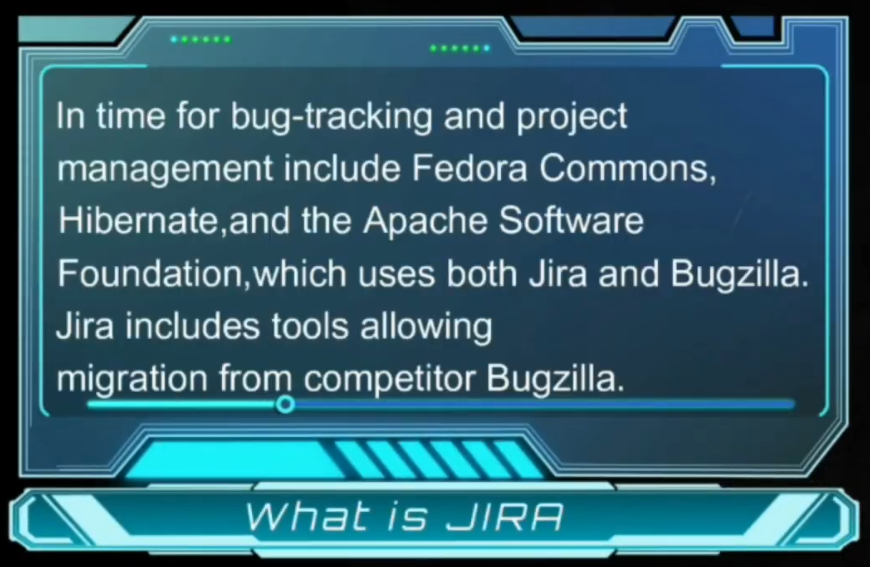 In time for bug-tracking and project
management include Fedora Commons,
Hibernate,and the Apache Software
Foundation,which uses both Jira and Bugzilla.
Jira includes tools allowing
migration from competitor Bugzilla.
What is JIRA